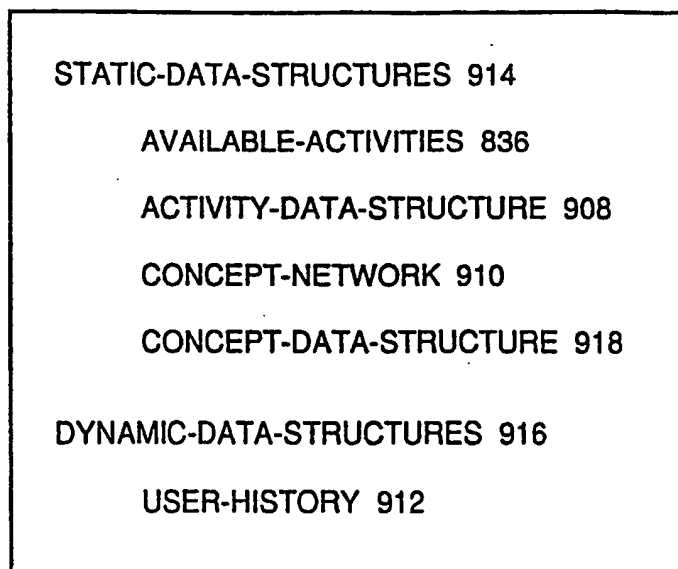 STATIC-DATA-STRUCTURES 914
AVAILABLE-ACTIVITIES 836
ACTIVITY-DATA-STRUCTURE 908
CONCEPT-NETWORK 910
CONCEPT-DATA-STRUCTURE 918
DYNAMIC-DATA-STRUCTURES 916
USER-HISTORY 912